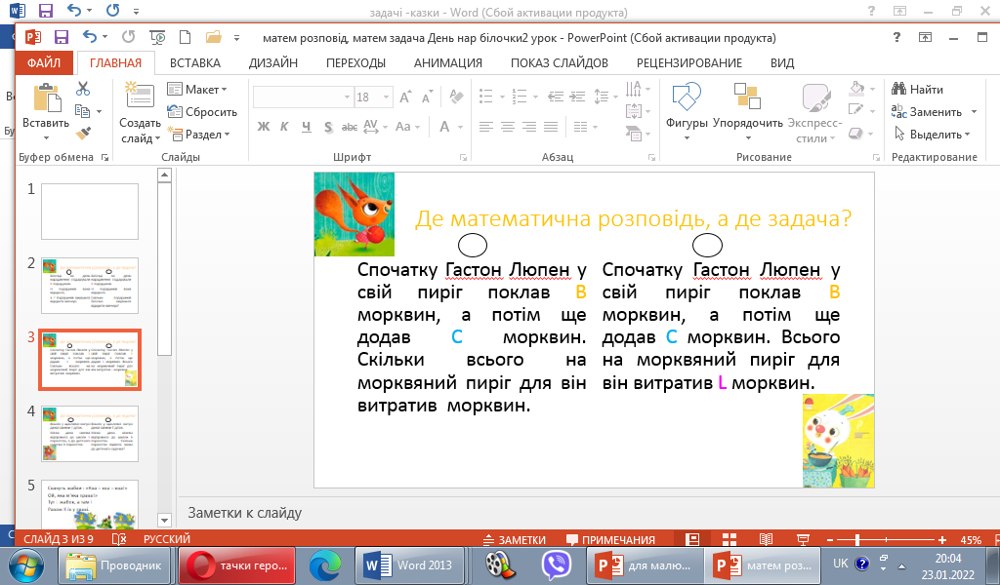 задачі -казки - Word (Сбой активации продукта)
матем розповід, матем задача День нар білочки2 урок - PowerPoint (Сбой активации продукта)
ФАЙЛ ГЛАВНАЯ ВСТАВКА ДИЗАЙН ПЕРЕХОДЫ АНИМАЦИЯ ПОКАЗ СЛАЙДОВ РЕЦЕНЗИРОВАНИЕ ВИД
Вставить
Создать слайд
Макет
Сбросить
Раздел
18
Ж К Ч S abc AV Aa А
Фигуры
Упорядочить
Экспресс-стили
Найти
Заменить
Выделить
Буфер обмена Слайды Шрифт Абзац Рисование Редактирование
1
2
3
4
5
Де математична розповідь, а де задача?
Спочатку Гастон Люпен у
свій пиріг поклав В
морквин, а потім ще
додав С морквин.
Скільки всього на
морквяний пиріг для він
витратив морквин.
Спочатку Гастон Люпен у
свій пиріг поклав В
морквин, а потім ще
додав С морквин. Всього
на морквяний пиріг для
він витратив L морквин.
Заметки к слайду
СЛАЙД 3 ИЗ 9 РУССКИЙ ЗАМЕТКИ ПРИМЕЧАНИЯ 45%
Проводник
тачки геро...
Word 2013
для малю...
матем роз...
UK
20:04
23.01.2022